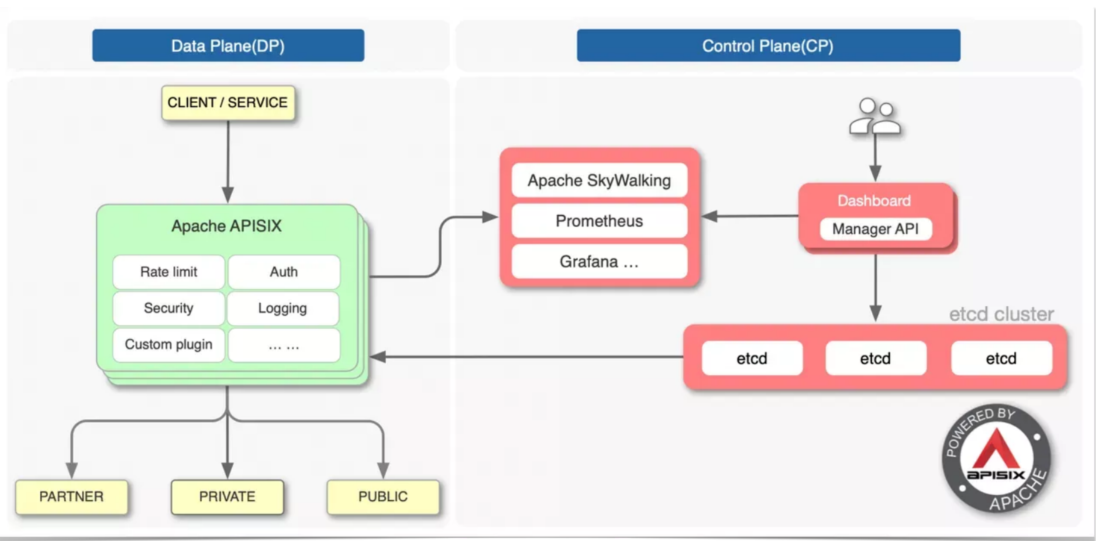 Data Plane(DP)
Control Plane(CP)
CLIENT / SERVICE
Apache APISIX
Rate limit
Auth
Security
Logging
Custom plugin
... ...
PARTNER
PRIVATE
PUBLIC
Apache SkyWalking
Prometheus
Grafana ...
Dashboard
Manager API
etcd cluster
etcd
etcd
etcd
POWERED BY
APISIX
APACHE